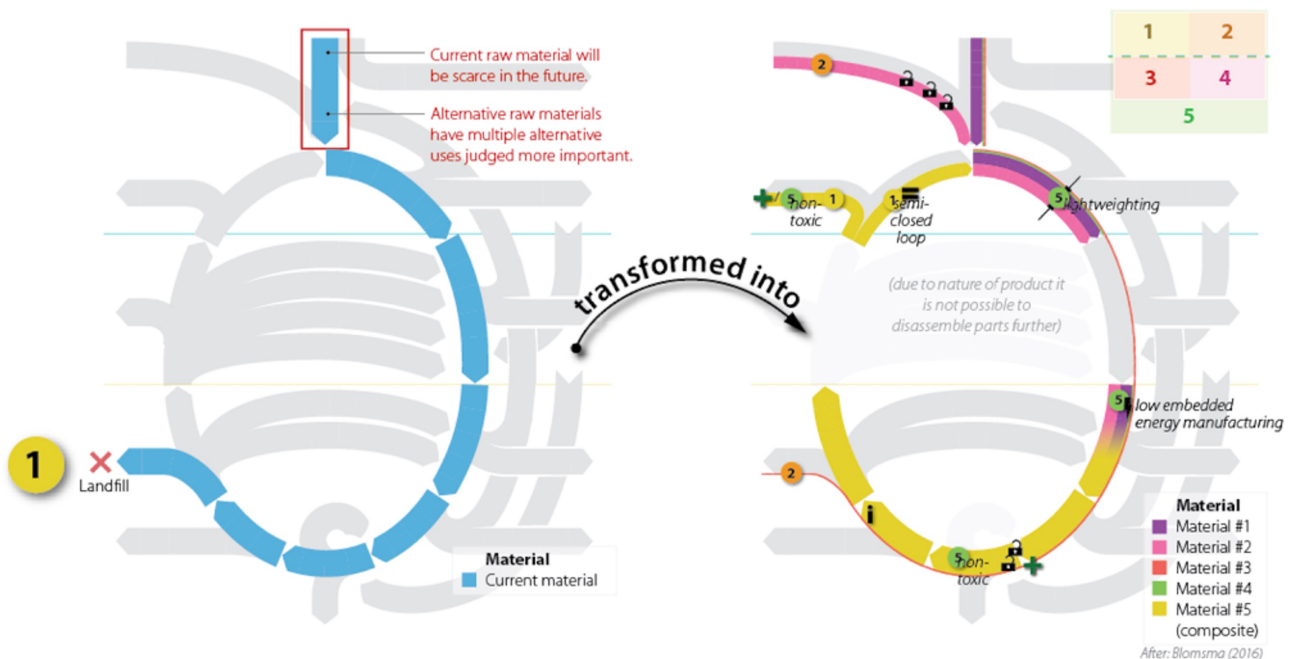 Current raw material will
be scarce in the future.
Alternative raw materials
have multiple alternative
uses judged more important.
1
Landfill
Material
Current material
transformed into
2
1 2
3 4
5
5
non-
toxic
1
1
semi-
closed
loop
5
lightweighting
(due to nature of product it
is not possible to
disassemble parts further)
5
low embedded
energy manufacturing
2
i
5
non-
toxic
Material
Material #1
Material #2
Material #3
Material #4
Material #5
(composite)
After: Blomsma (2016)